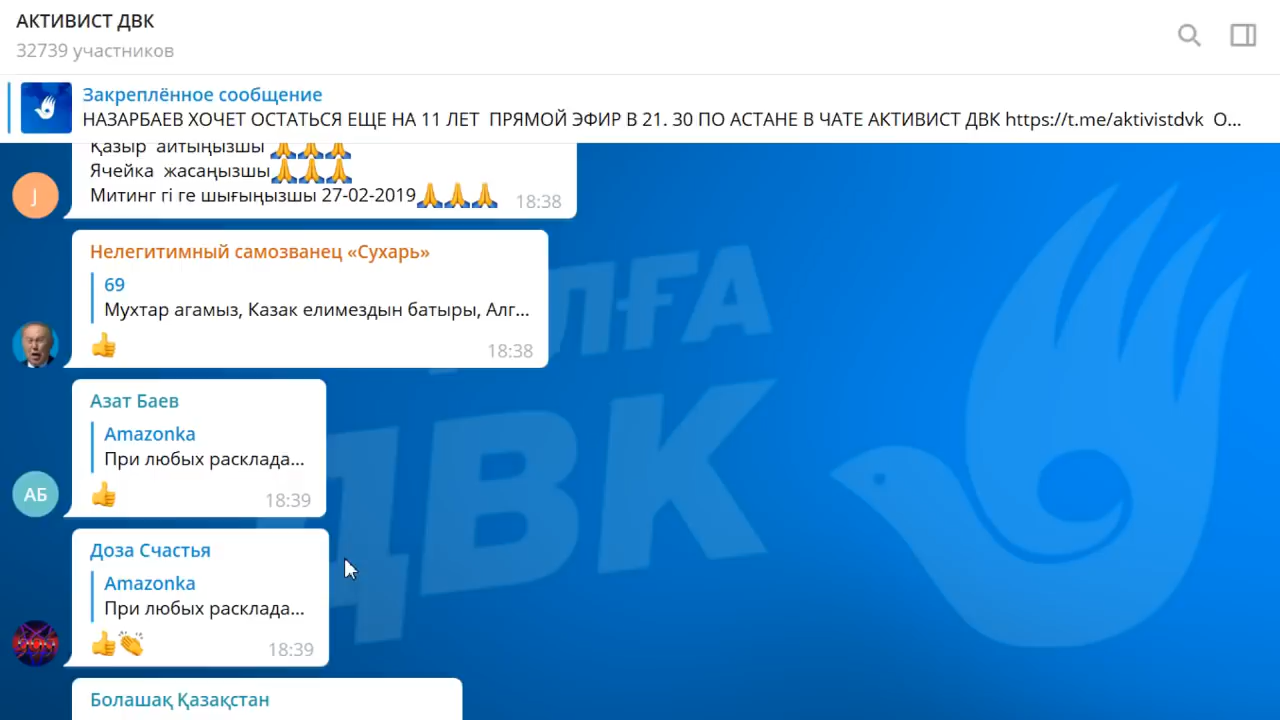 АКТИВИСТ ДВК
32739 участников
Закреплённое сообщение
НАЗАРБАЕВ ХОЧЕТ ОСТАТЬСЯ ЕЩЕ НА 11 ЛЕТ ПРЯМОЙ ЭФИР В 21. 30 ПО АСТАНЕ В ЧАТЕ АКТИВИСТ ДВК https://t.me/aktivistdvk О...
Қазыр айтыңызшы 🙏🙏🙏
Ячейка жасаңызшы🙏🙏🙏
Митинг гі ге шығыңызшы 27-02-2019🙏🙏🙏 18:38
J
Нелегитимный самозванец «Сухарь»
69
Мухтар агамыз, Казак елимездын батыры, Алг...
👍 18:38
Азат Баев
Amazonka
При любых расклада...
👍 18:39
АБ
Доза Счастья
Amazonka
При любых расклада...
👍👏 18:39
Болашақ Қазақстан
ЛҒА
ДВК